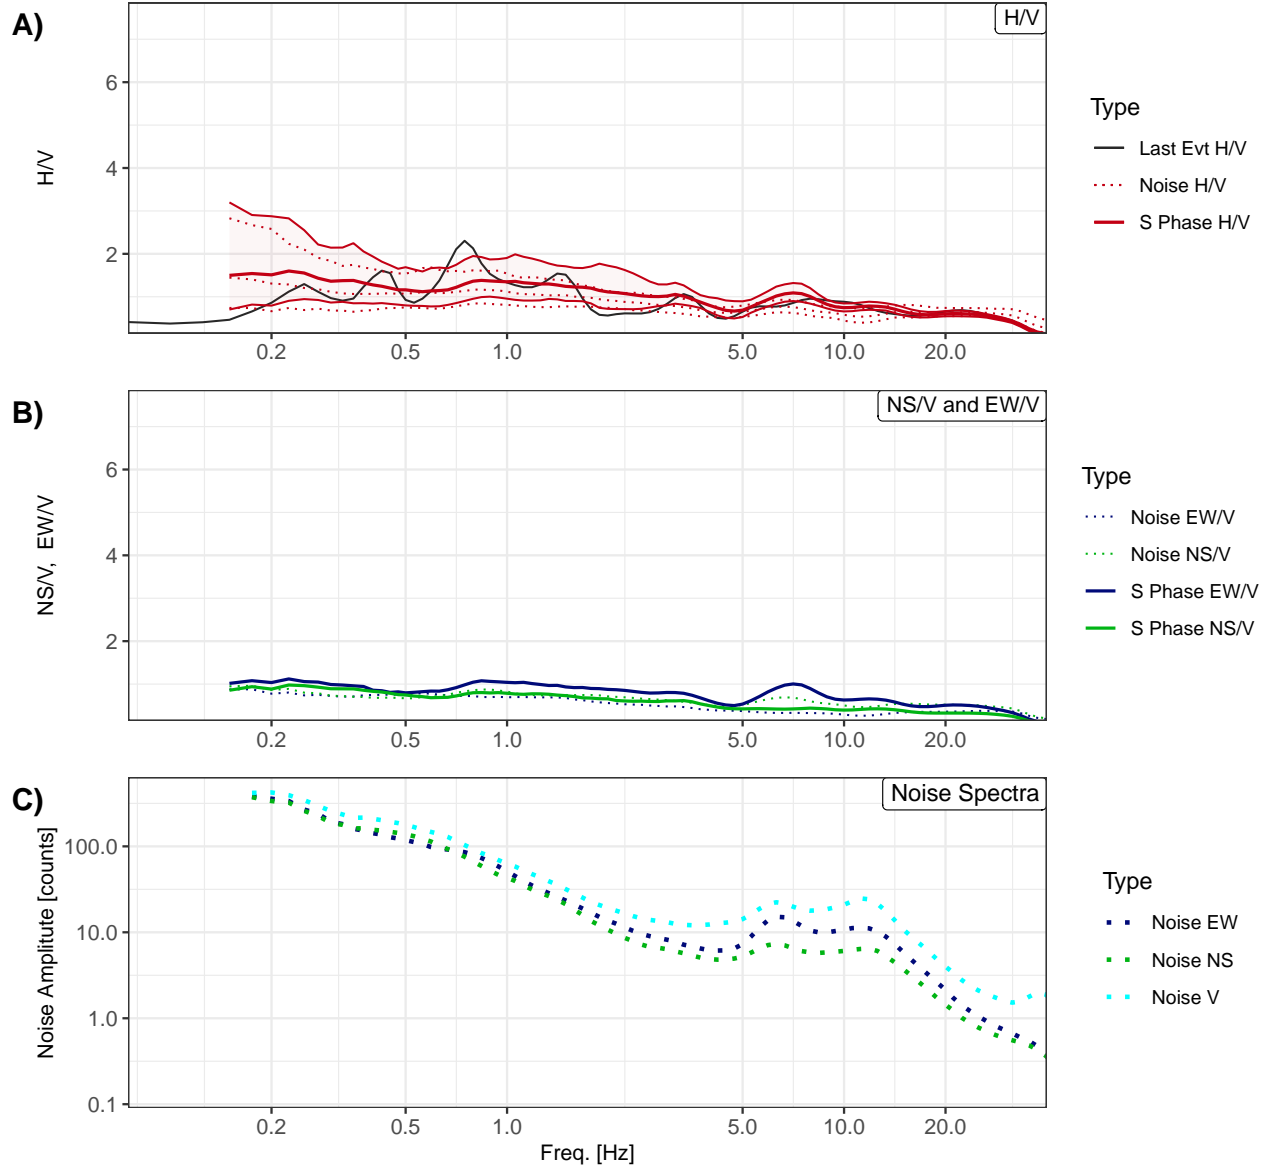 A)
H/V
6
4
2
H/V
0.2 0.5 1.0 5.0 10.0 20.0
Type
Last Evt H/V
Noise H/V
S Phase H/V
B)
NS/V and EW/V
6
4
2
NS/V,  EW/V
0.2 0.5 1.0 5.0 10.0 20.0
Type
Noise EW/V
Noise NS/V
S Phase EW/V
S Phase NS/V
C)
Noise Spectra
100.0
10.0
1.0
0.1
Noise Amplitude [counts]
0.2 0.5 1.0 5.0 10.0 20.0
Freq. [Hz]
Type
Noise EW
Noise NS
Noise V